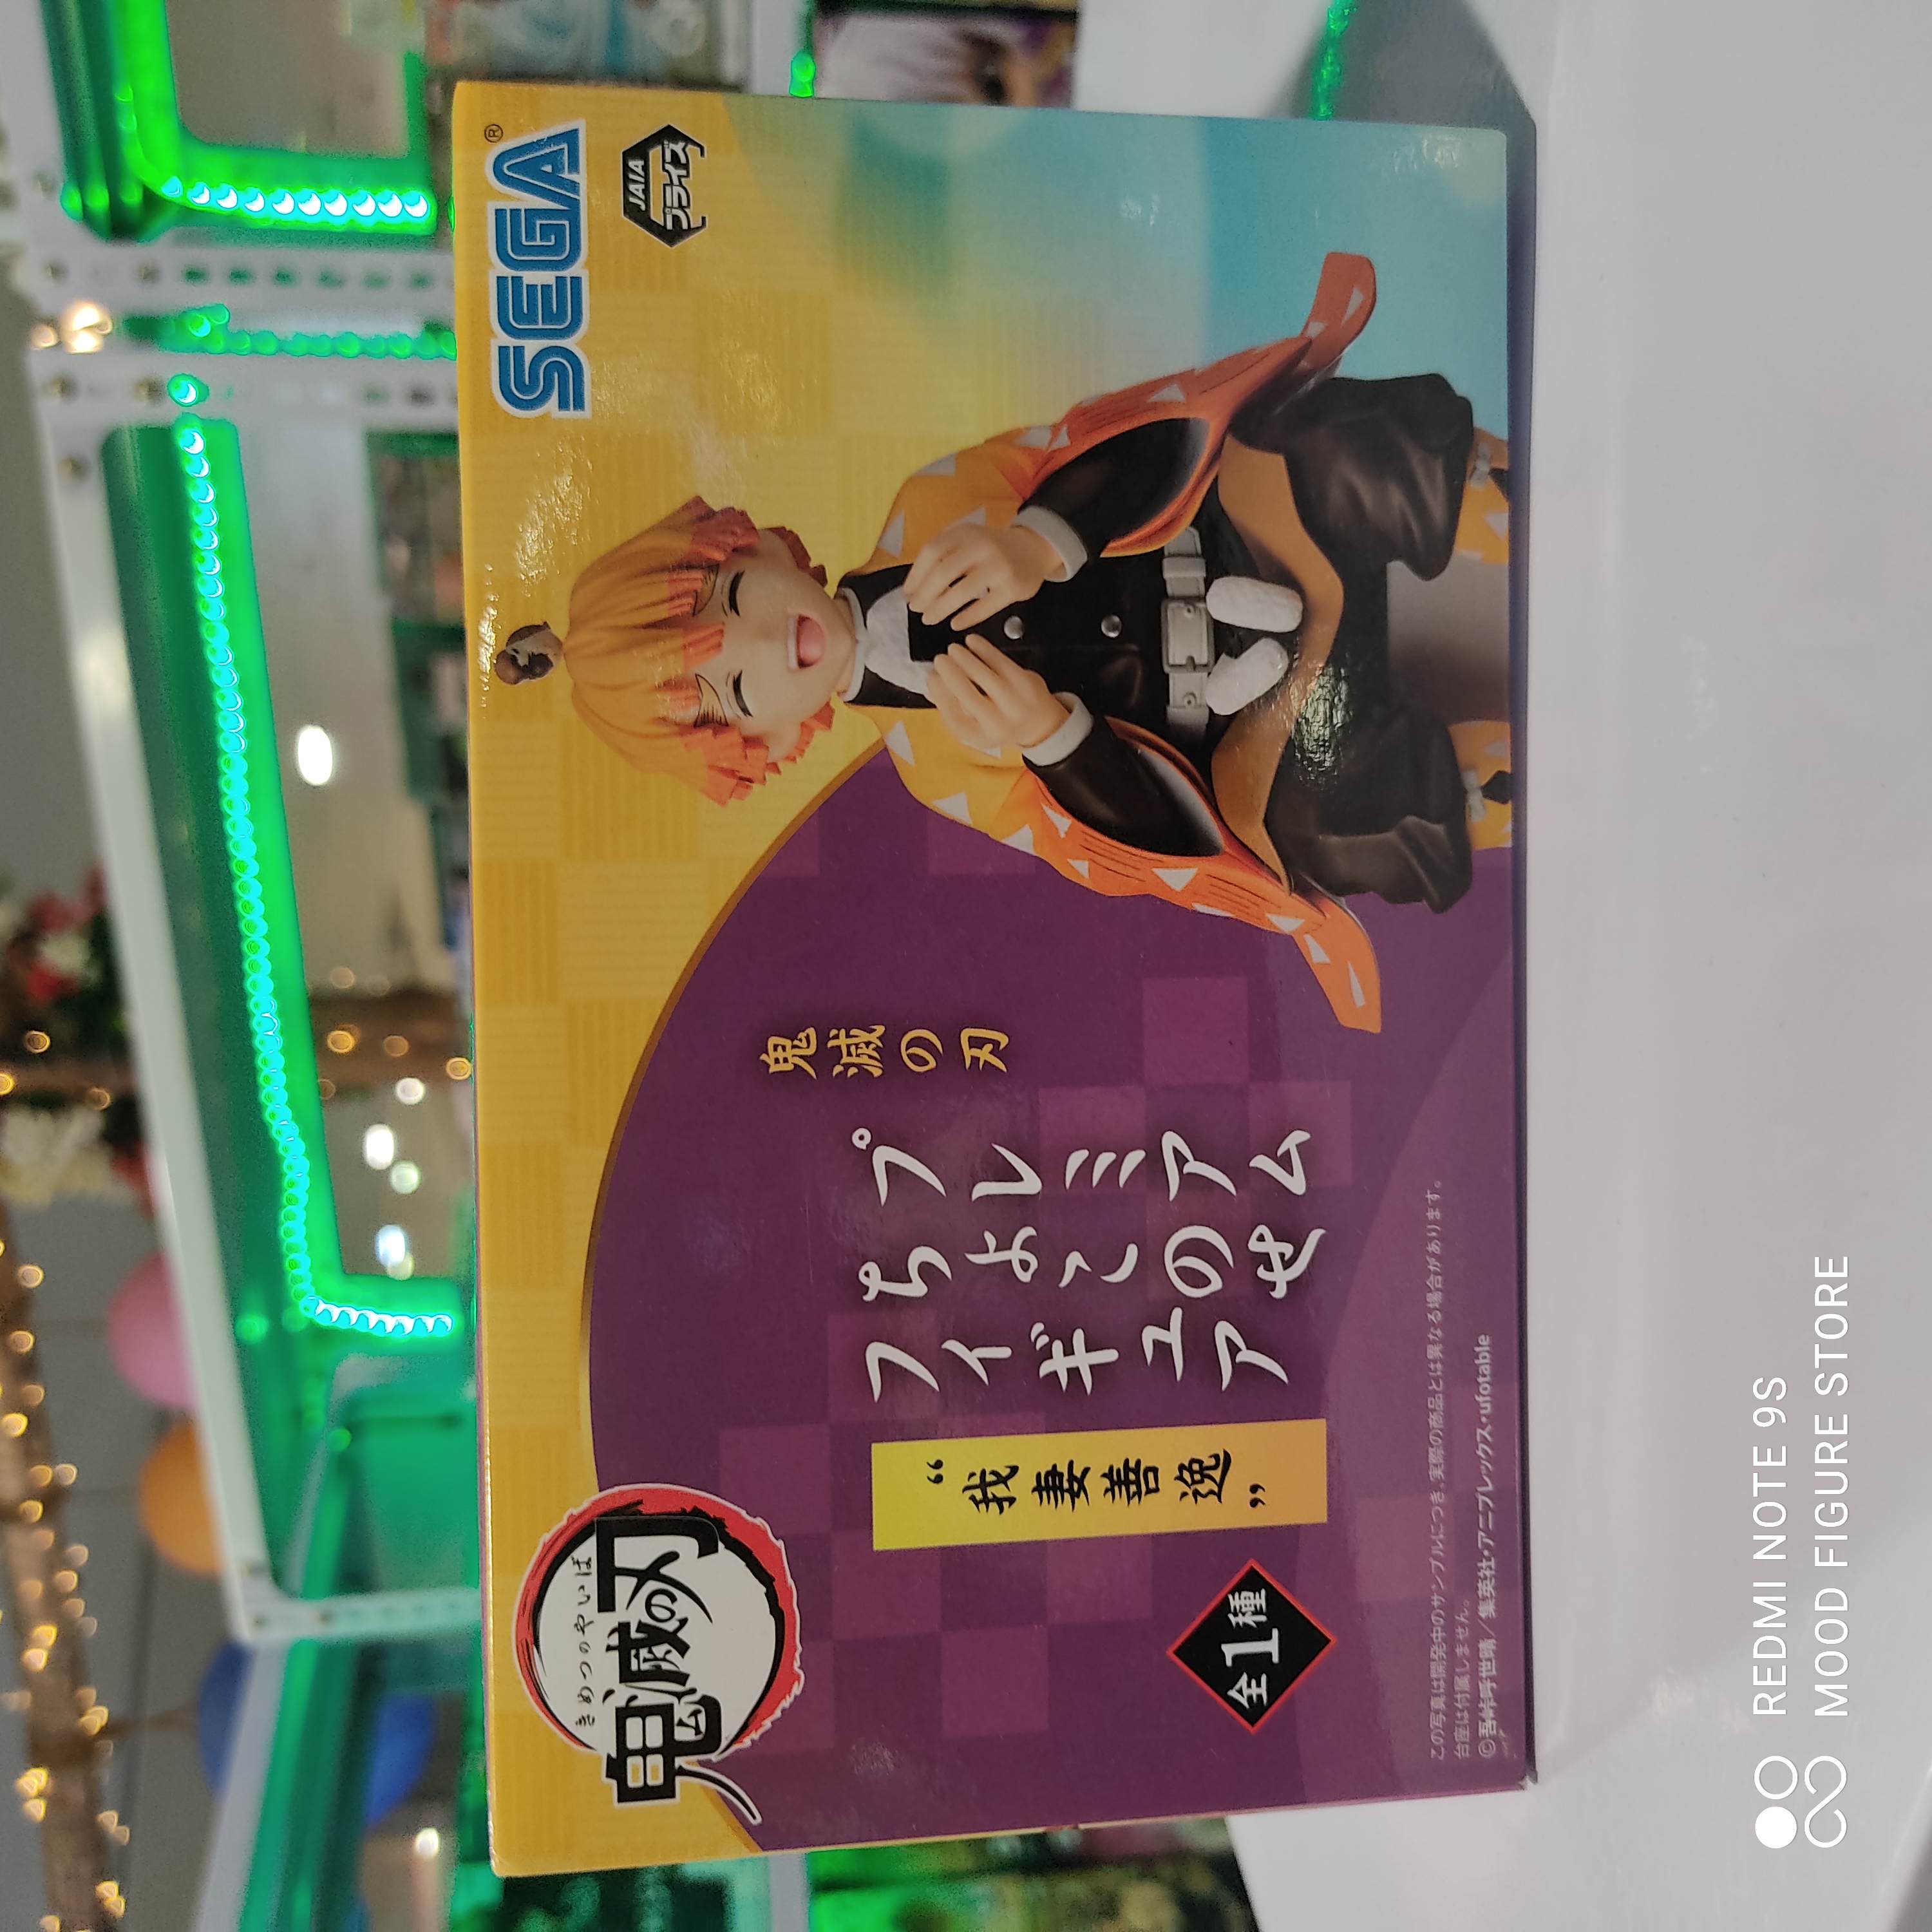 SEGA
®
JAIA
プライズ
きめつのやいば
鬼滅の刃
鬼滅の刃
プレミアム
ちょこのせ
フィギュア
“我妻善逸”
全1種
この写真は開発中のサンプルにつき、実際の商品とは異なる場合があります。
台座は付属しません。
©吾峠呼世晴／集英社・アニプレックス・ufotable
REDMI NOTE 9S
MOOD FIGURE STORE